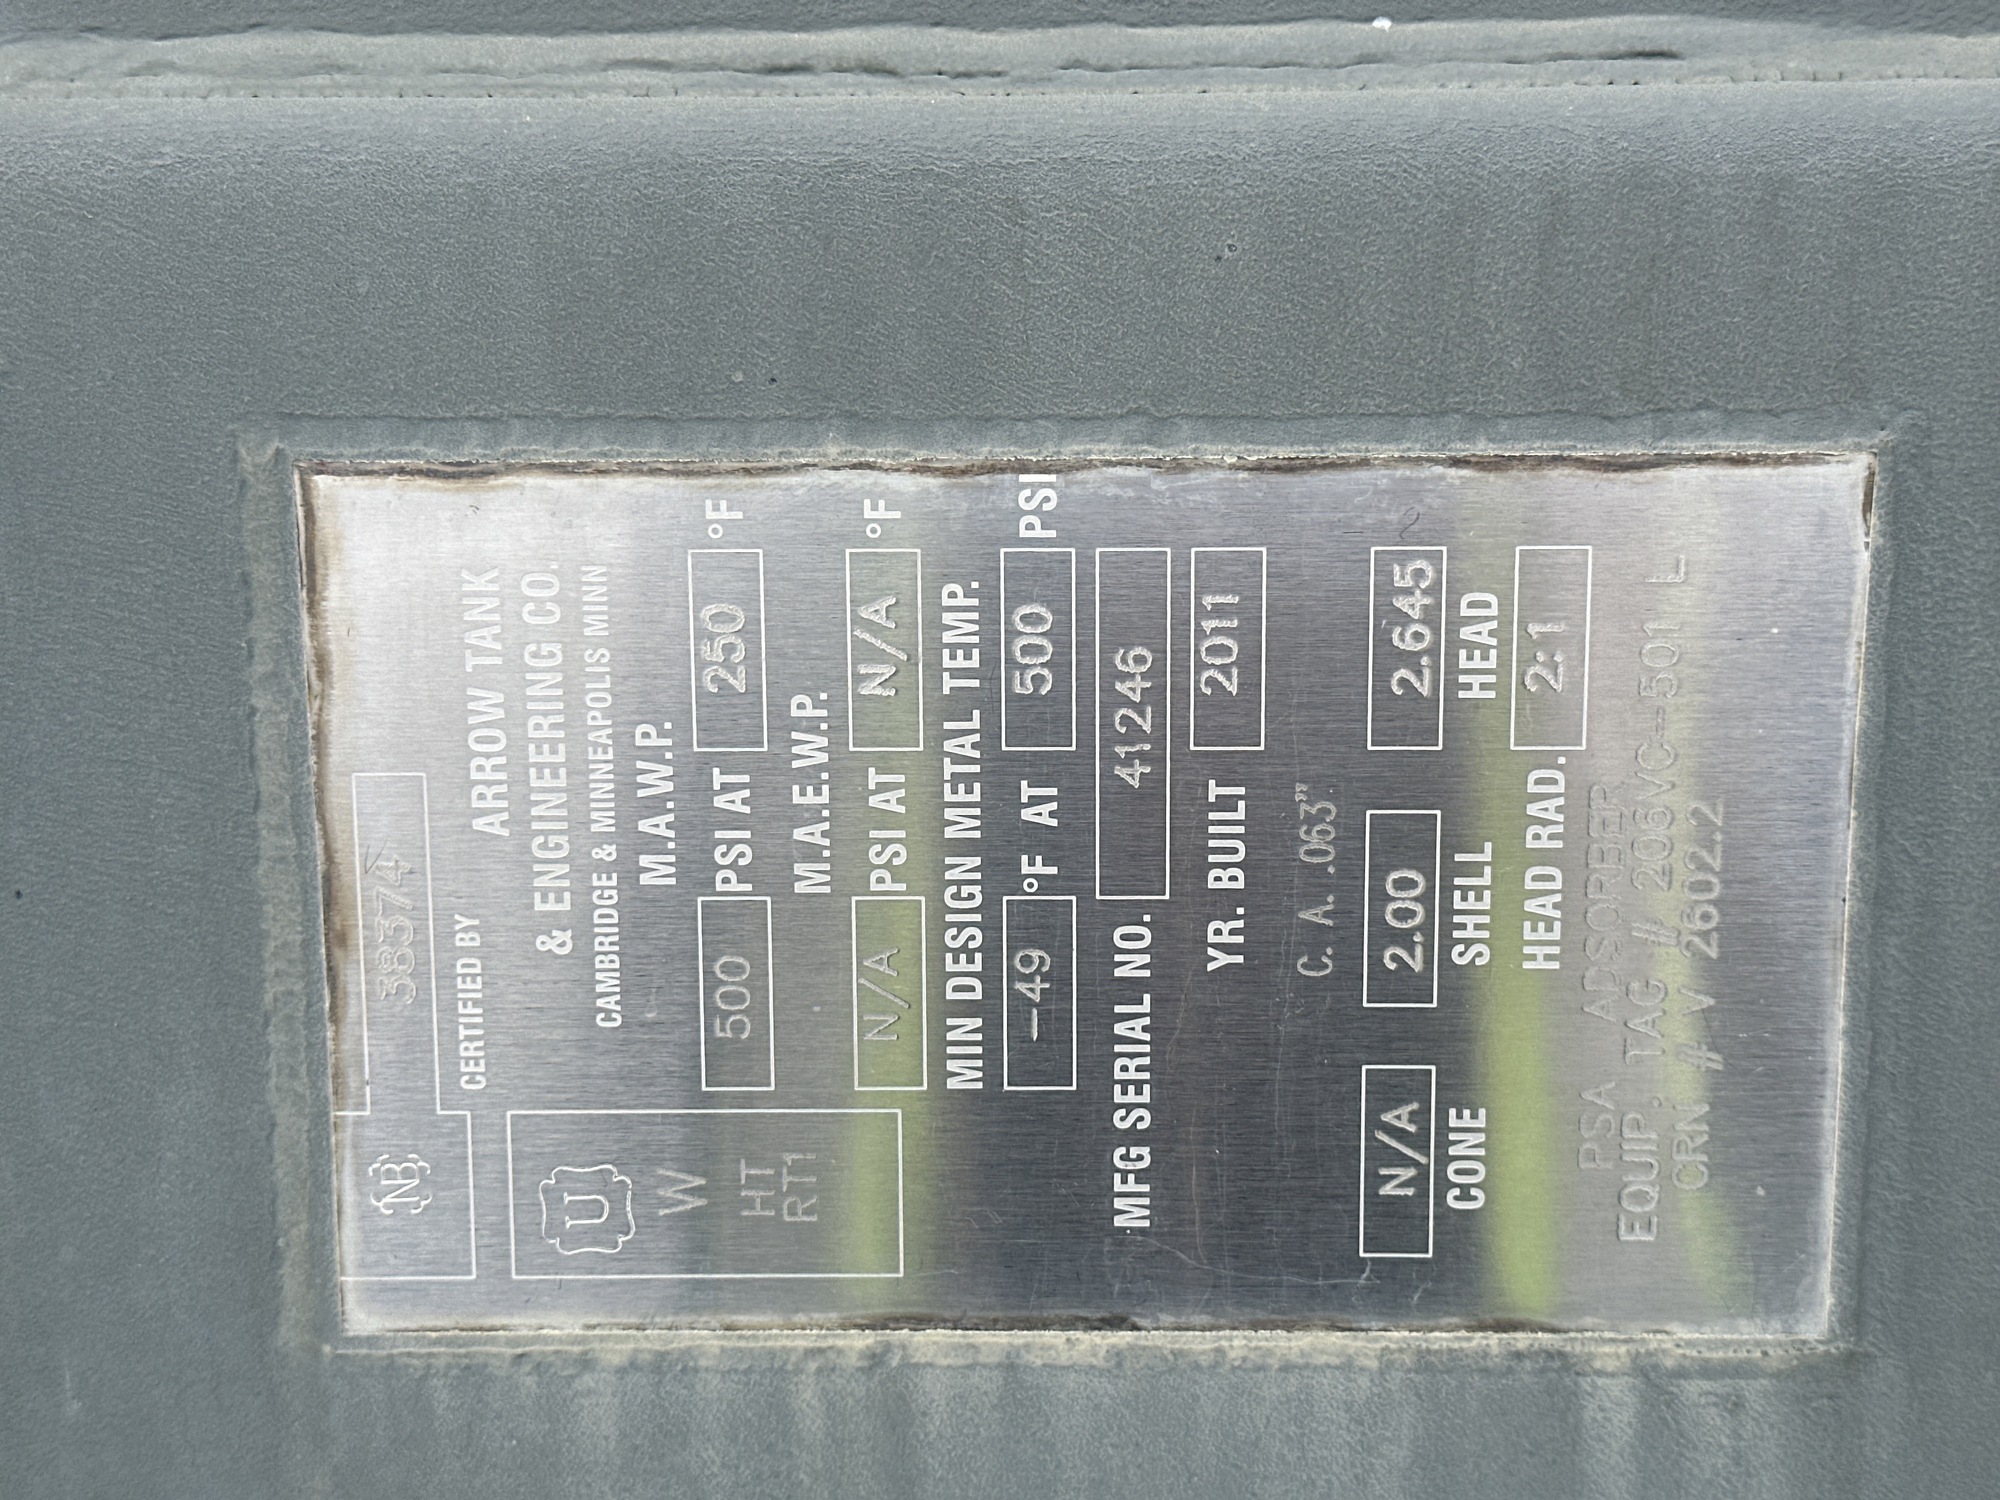 NB 38374
CERTIFIED BY
ARROW TANK
& ENGINEERING CO.
CAMBRIDGE & MINNEAPOLIS MINN
U
W
HT
RT1
M.A.W.P.
500 PSI AT 250 °F
M.A.E.W.P.
N/A PSI AT N/A °F
MIN DESIGN METAL TEMP.
-49 °F AT 500 PSI
MFG SERIAL NO. 41246
YR. BUILT 2011
C. A. .063"
N/A 2.00 2.645
CONE SHELL HEAD
HEAD RAD. 2:1
PSA ADSORBER
EQUIP. TAG # 206VC-501 L
CRN # V 2602.2